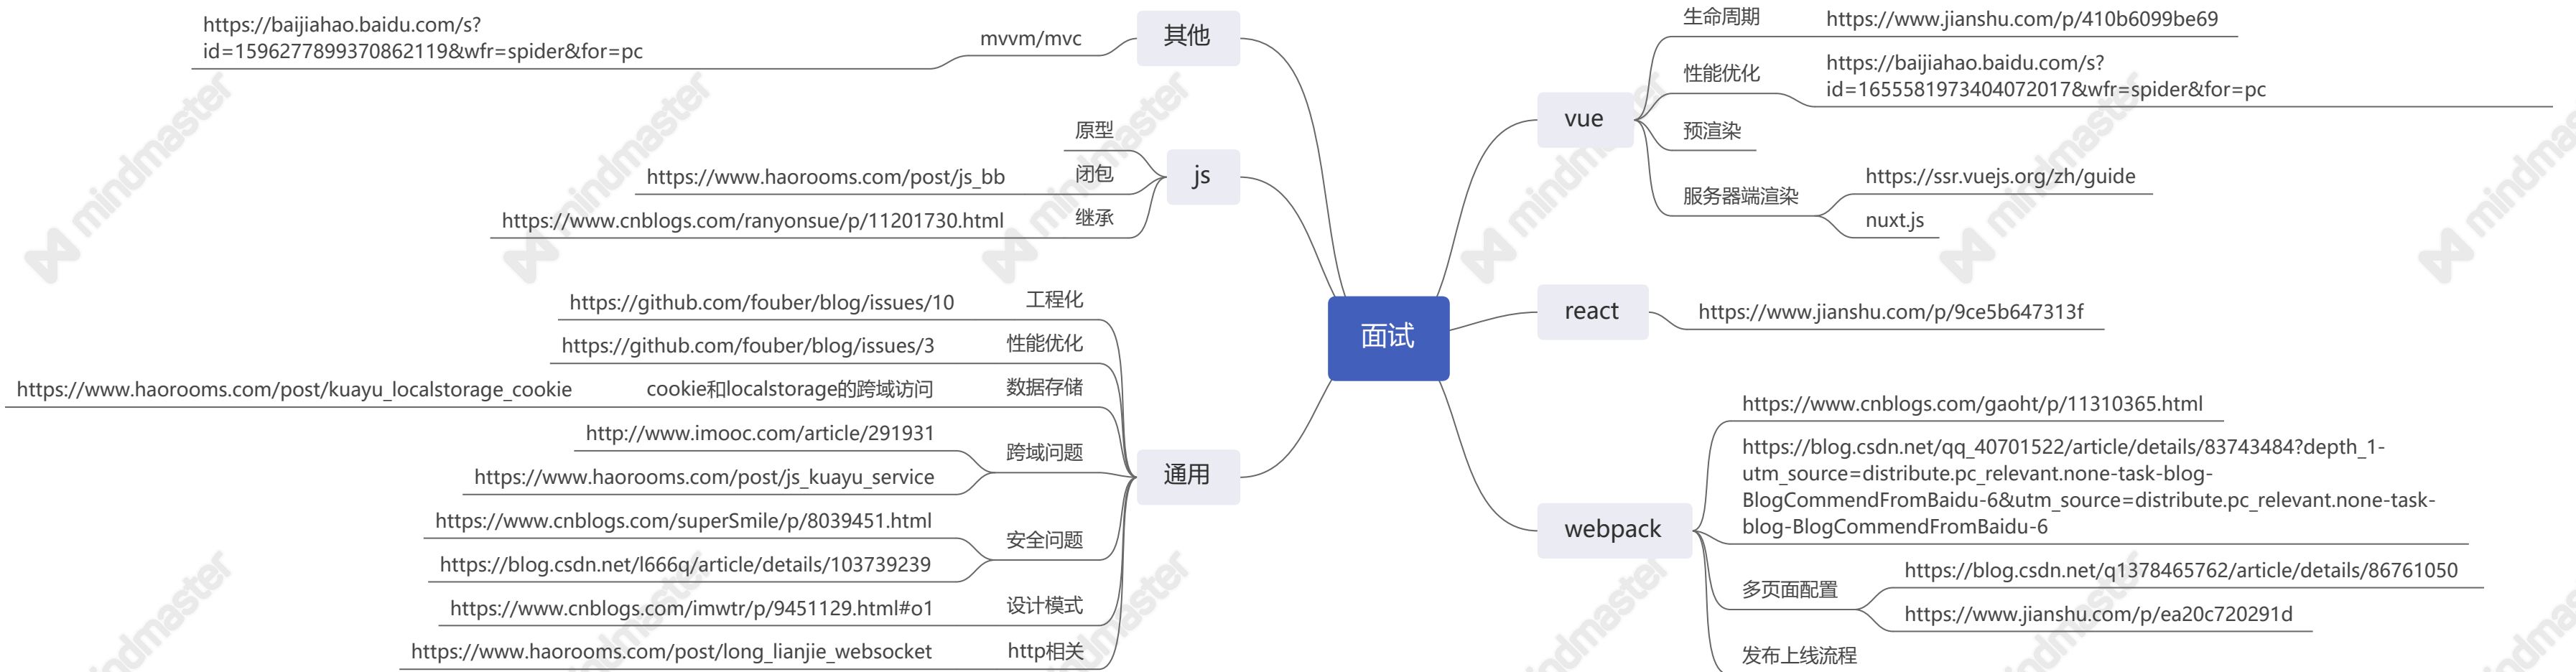 面试
vue
生命周期
https://www.jianshu.com/p/410b6099be69
性能优化
https://baijiahao.baidu.com/s?
id=1655581973404072017&wfr=spider&for=pc
预渲染
服务器端渲染
https://ssr.vuejs.org/zh/guide
nuxt.js
react
https://www.jianshu.com/p/9ce5b647313f
webpack
https://www.cnblogs.com/gaoht/p/11310365.html
https://blog.csdn.net/qq_40701522/article/details/83743484?depth_1-
utm_source=distribute.pc_relevant.none-task-blog-
BlogCommendFromBaidu-6&utm_source=distribute.pc_relevant.none-task-
blog-BlogCommendFromBaidu-6
多页面配置
https://blog.csdn.net/q1378465762/article/details/86761050
https://www.jianshu.com/p/ea20c720291d
发布上线流程
其他
mvvm/mvc
https://baijiahao.baidu.com/s?
id=1596277899370862119&wfr=spider&for=pc
js
原型
闭包
https://www.haorooms.com/post/js_bb
继承
https://www.cnblogs.com/ranyonsue/p/11201730.html
通用
工程化
https://github.com/fouber/blog/issues/10
性能优化
https://github.com/fouber/blog/issues/3
数据存储
cookie和localstorage的跨域访问
https://www.haorooms.com/post/kuayu_localstorage_cookie
跨域问题
http://www.imooc.com/article/291931
https://www.haorooms.com/post/js_kuayu_service
安全问题
https://www.cnblogs.com/superSmile/p/8039451.html
https://blog.csdn.net/l666q/article/details/103739239
设计模式
https://www.cnblogs.com/imwtr/p/9451129.html#o1
http相关
https://www.haorooms.com/post/long_lianjie_websocket
mindmaster
mindmaster
mindmaster
mindmaster
mindmaster
mindmaster
mindmaster
mindmaster
mindmaster
mindmaster
mindmaster